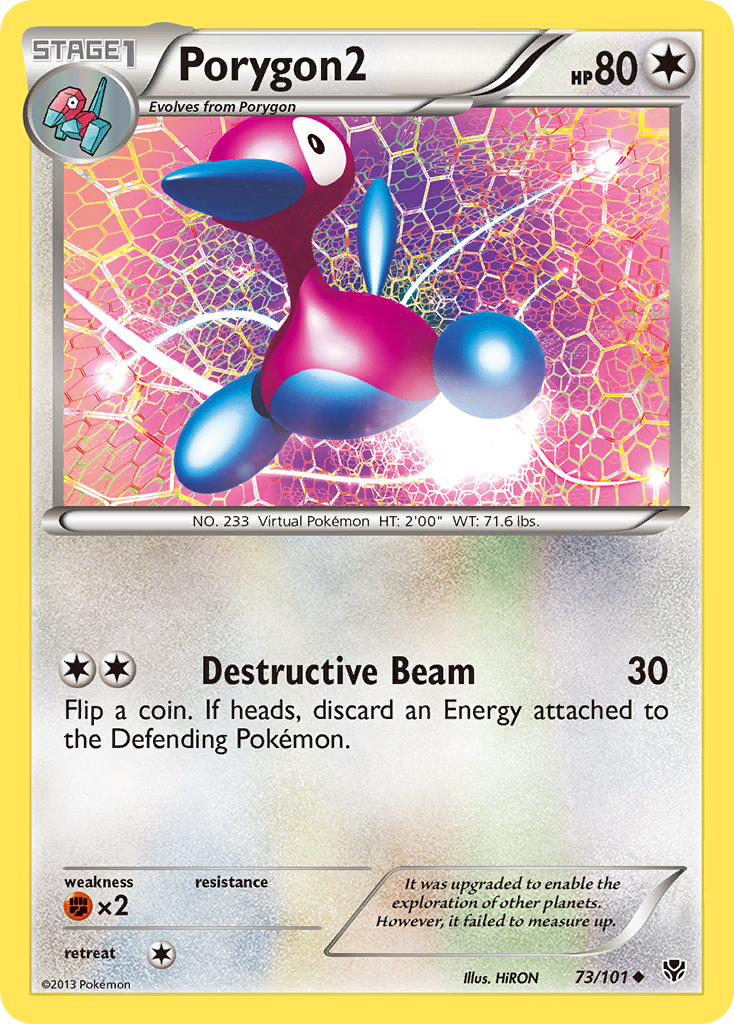 STAGE1
Porygon2
HP80
Evolves from Porygon
NO. 233 Virtual Pokémon HT: 2'00" WT: 71.6 lbs.
Destructive Beam 30
Flip a coin. If heads, discard an Energy attached to
the Defending Pokémon.
weakness resistance
×2
retreat
It was upgraded to enable the
exploration of other planets.
However, it failed to measure up.
©2013 Pokémon
Illus. HiRON
73/101